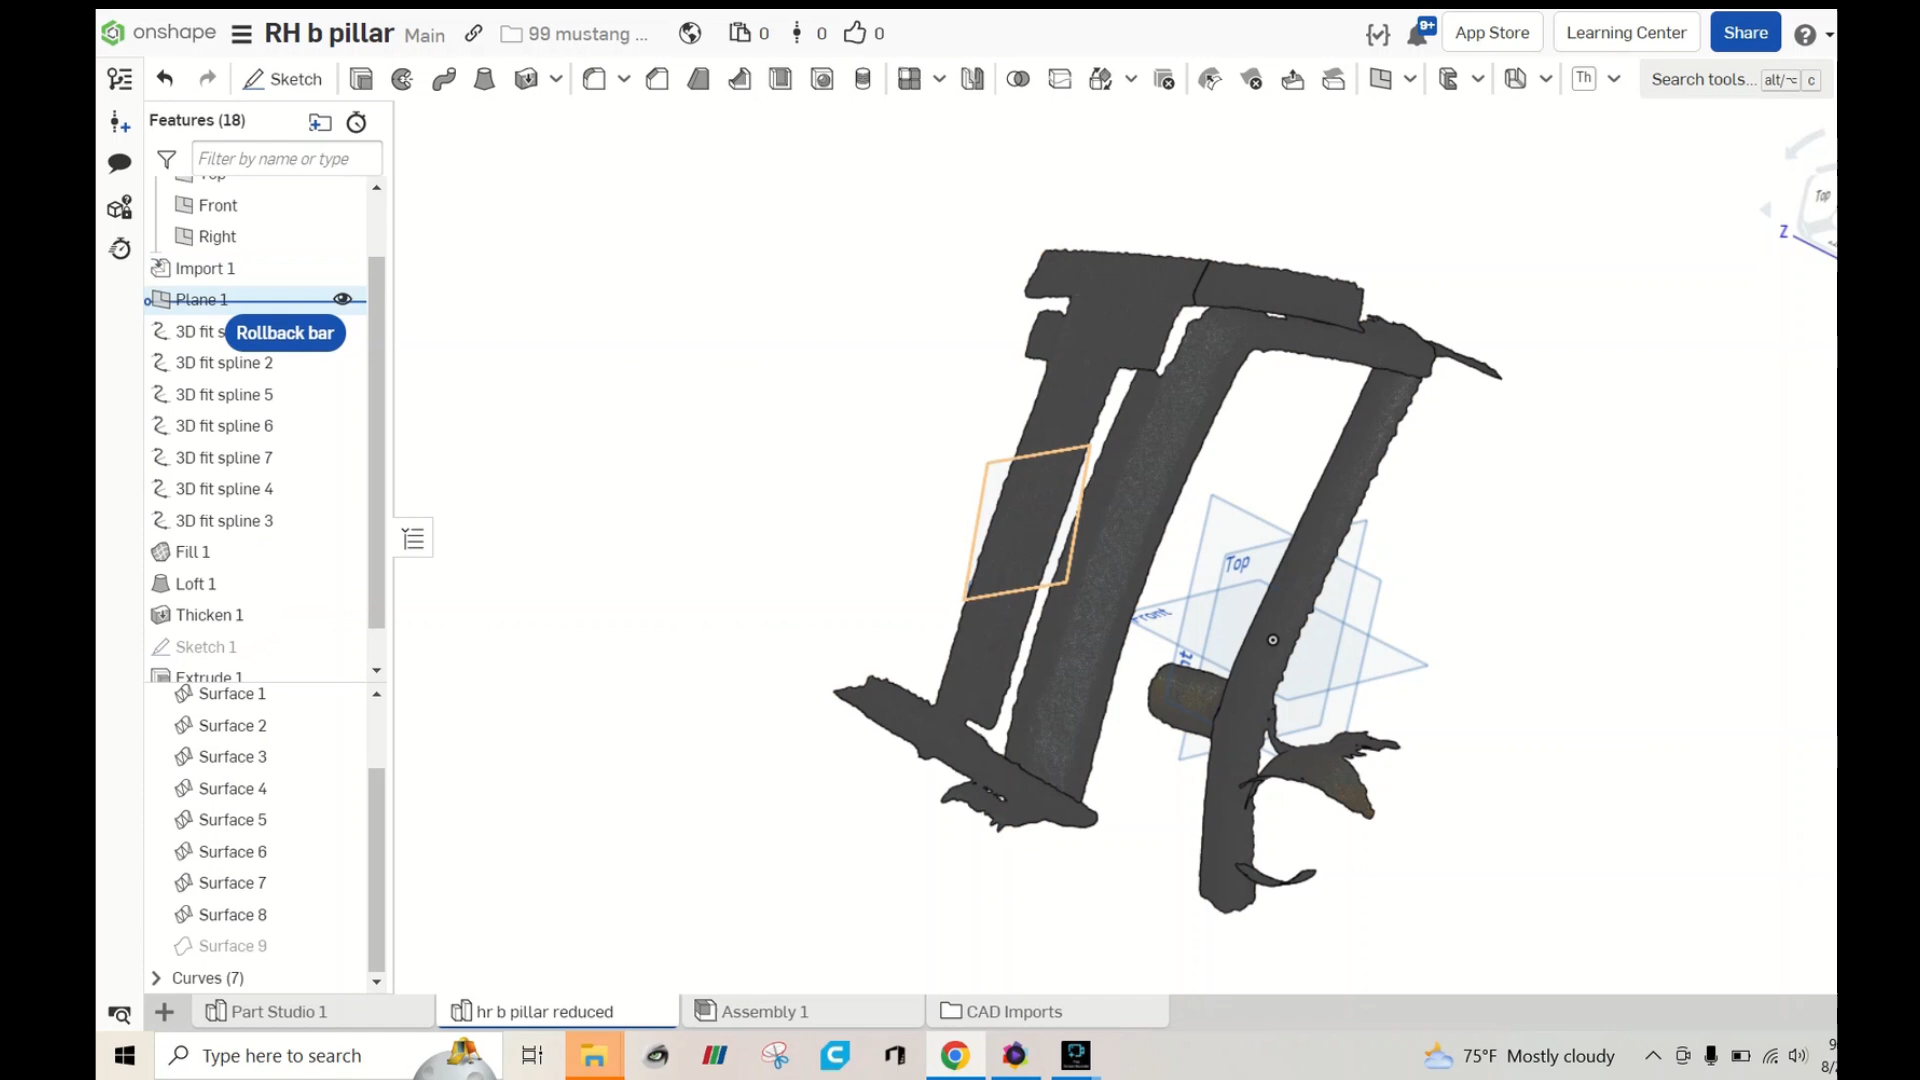 onshape RH b pillar Main 99 mustang ... 0 0 0 9+ App Store Learning Center Share
Sketch Th Search tools... alt/⌥ c
Features (18)
Filter by name or type
Top
Front
Right
Import 1
Plane 1
3D fit s
Rollback bar
3D fit spline 2
3D fit spline 5
3D fit spline 6
3D fit spline 7
3D fit spline 4
3D fit spline 3
Fill 1
Loft 1
Thicken 1
Sketch 1
Extrude 1
Surface 1
Surface 2
Surface 3
Surface 4
Surface 5
Surface 6
Surface 7
Surface 8
Surface 9
Curves (7)
Top
Z
Top
Front
Part Studio 1 hr b pillar reduced Assembly 1 CAD Imports
Type here to search
75°F Mostly cloudy